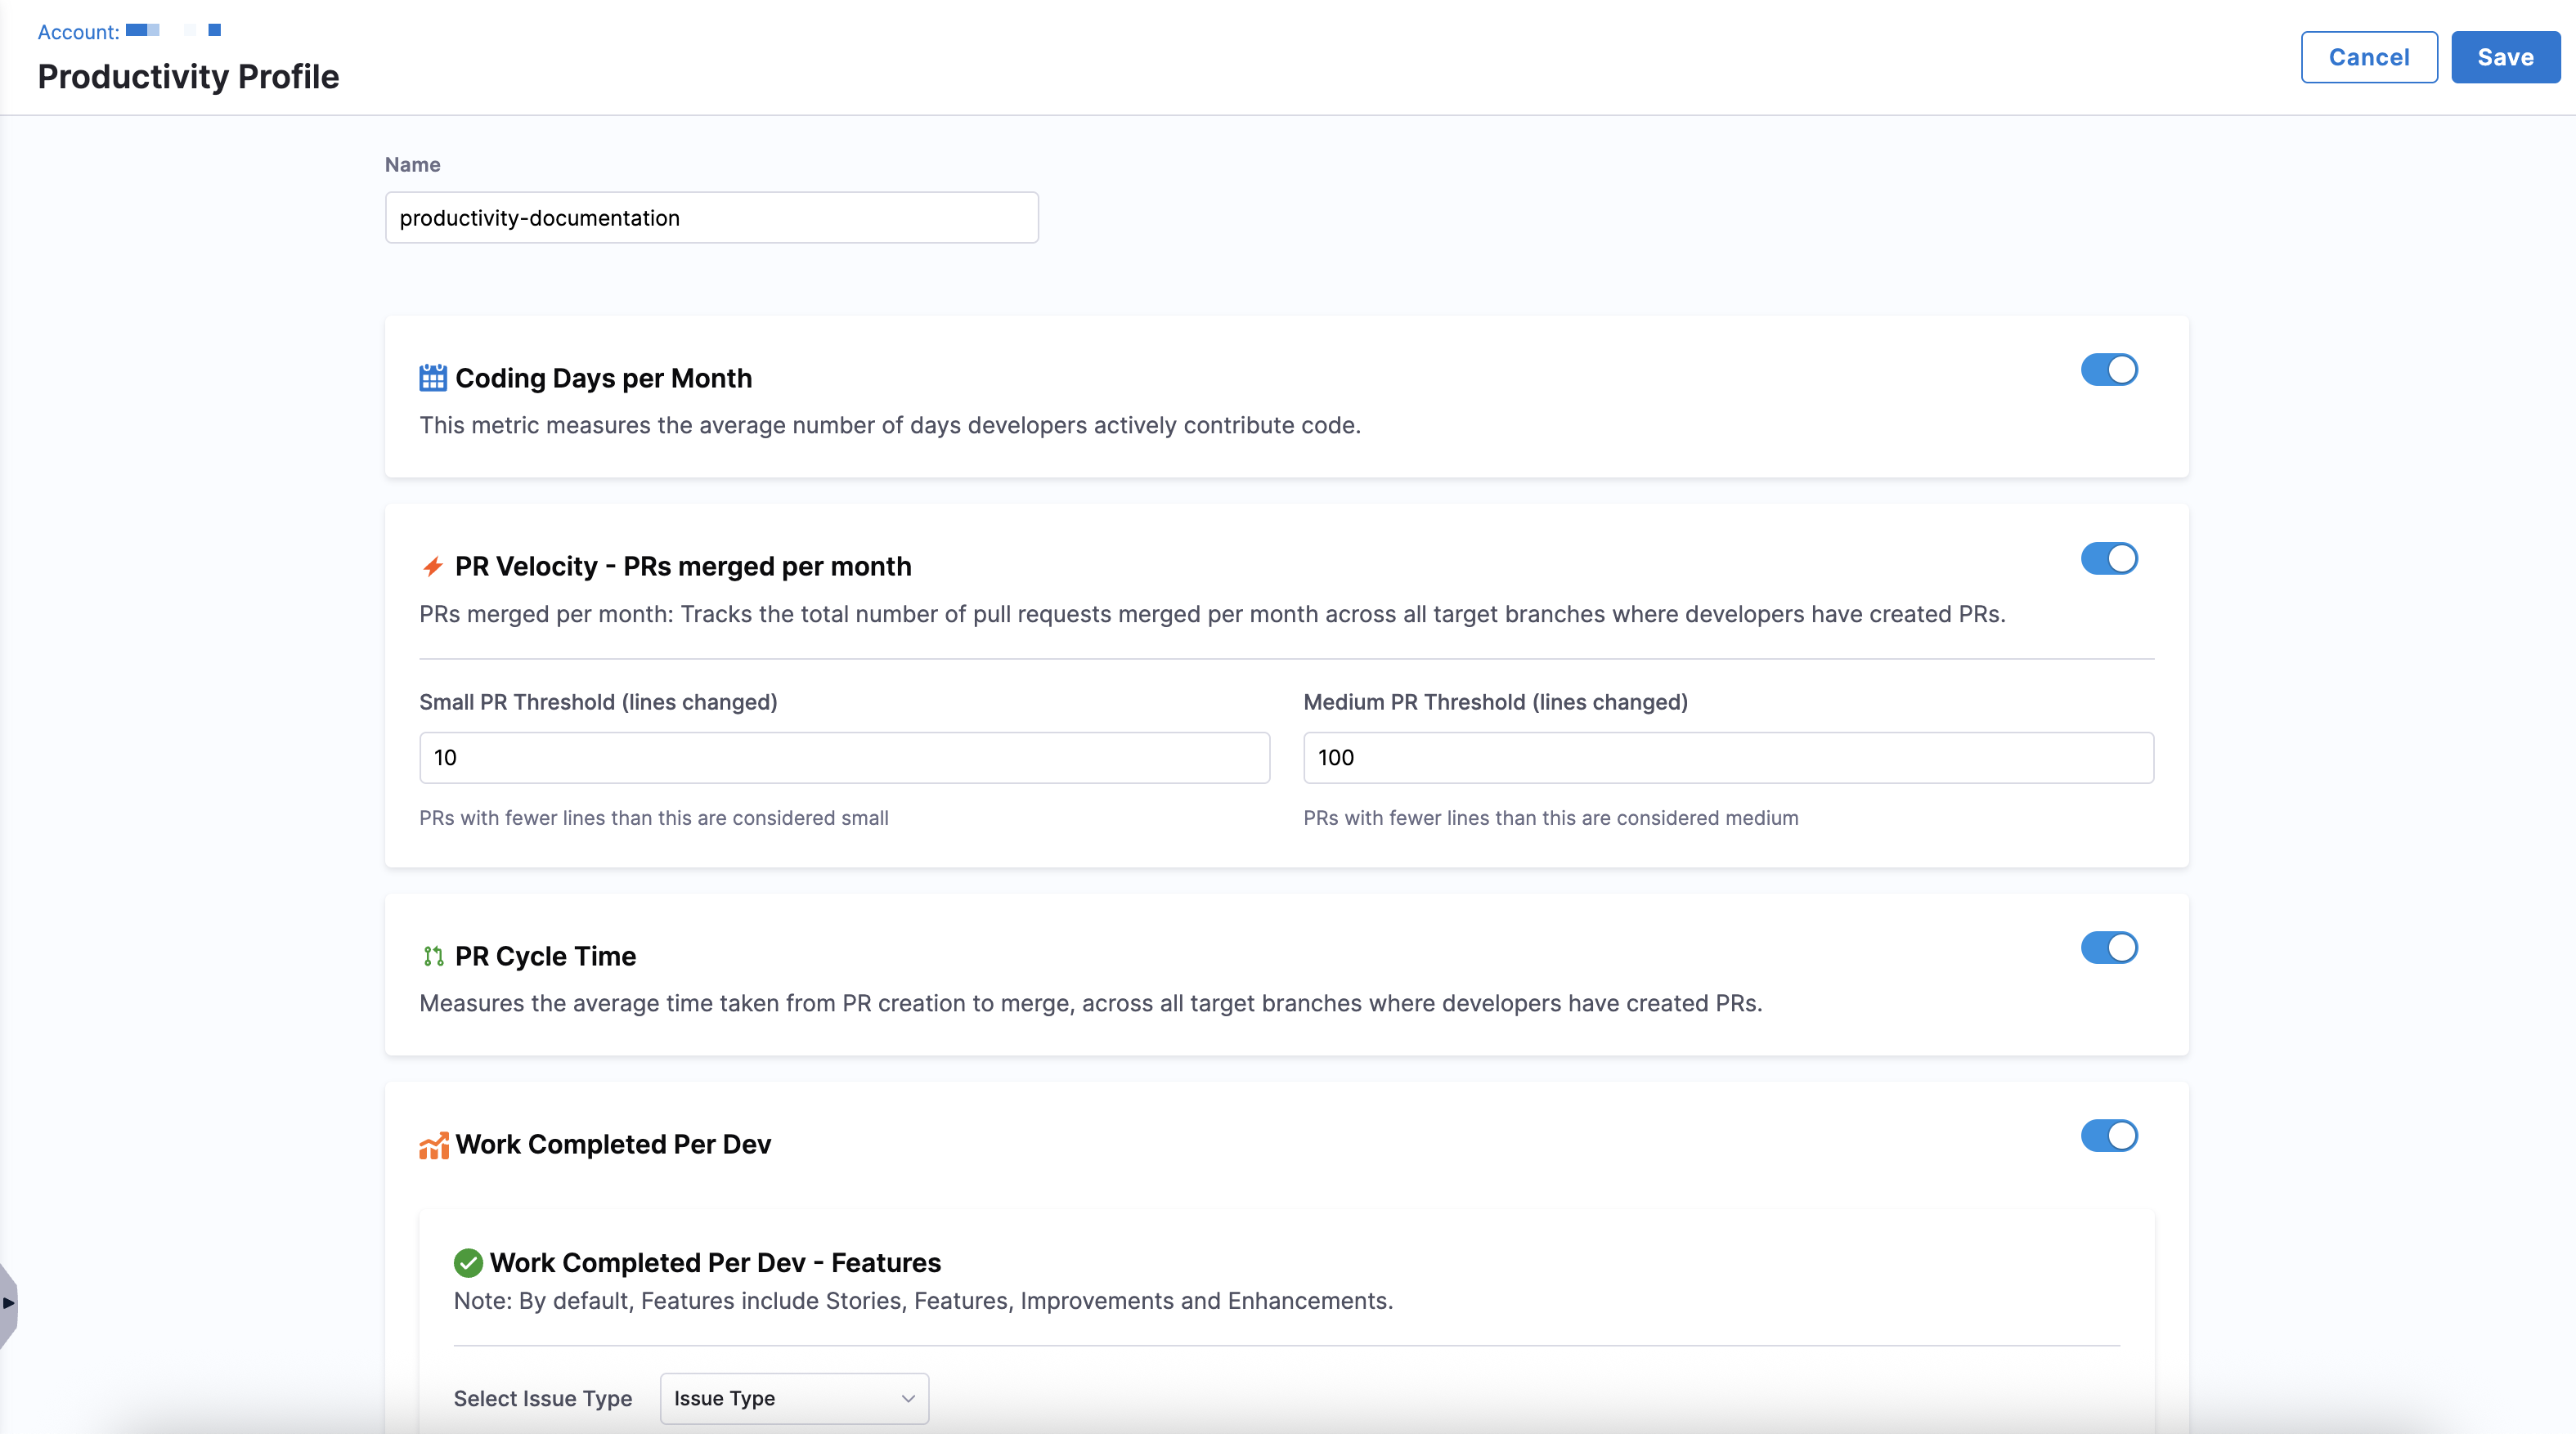 Account:
Productivity Profile
Cancel
Save
Name
productivity-documentation
Coding Days per Month
This metric measures the average number of days developers actively contribute code.
PR Velocity - PRs merged per month
PRs merged per month: Tracks the total number of pull requests merged per month across all target branches where developers have created PRs.
Small PR Threshold (lines changed)
Medium PR Threshold (lines changed)
10
100
PRs with fewer lines than this are considered small
PRs with fewer lines than this are considered medium
PR Cycle Time
Measures the average time taken from PR creation to merge, across all target branches where developers have created PRs.
Work Completed Per Dev
Work Completed Per Dev - Features
Note: By default, Features include Stories, Features, Improvements and Enhancements.
Select Issue Type
Issue Type